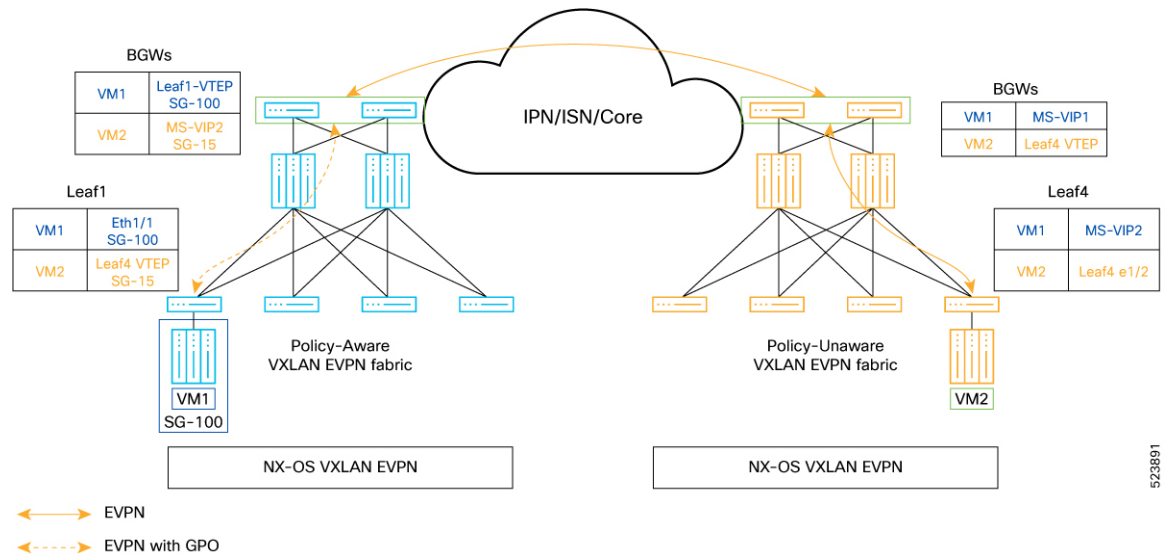 BGWs
VM1
Leaf1-VTEP
SG-100
VM2
MS-VIP2
SG-15
IPN/ISN/Core
BGWs
VM1
MS-VIP1
VM2
Leaf4 VTEP
Leaf1
VM1
Eth1/1
SG-100
VM2
Leaf4 VTEP
SG-15
Leaf4
VM1
MS-VIP2
VM2
Leaf4 e1/2
Policy-Aware
VXLAN EVPN fabric
Policy-Unaware
VXLAN EVPN fabric
VM1
SG-100
VM2
NX-OS VXLAN EVPN
NX-OS VXLAN EVPN
523891
EVPN
EVPN with GPO